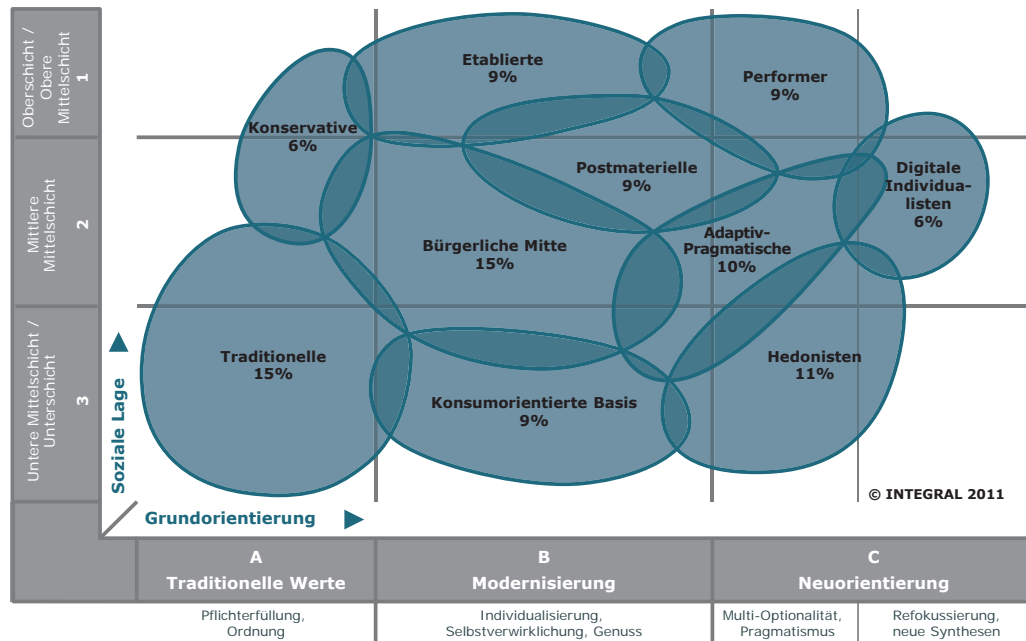 Oberschicht /
Obere
Mittelschicht
1
Mittlere
Mittelschicht
2
Untere Mittelschicht /
Unterschicht
3
Soziale Lage
Etablierte
9%
Performer
9%
Konservative
6%
Postmaterielle
9%
Digitale
Individua-
listen
6%
Bürgerliche Mitte
15%
Adaptiv-
Pragmatische
10%
Traditionelle
15%
Hedonisten
11%
Konsumorientierte Basis
9%
© INTEGRAL 2011
Grundorientierung
A
Traditionelle Werte
B
Modernisierung
C
Neuorientierung
Pflichterfüllung,
Ordnung
Individualisierung,
Selbstverwirklichung, Genuss
Multi-Optionalität,
Pragmatismus
Refokussierung,
neue Synthesen